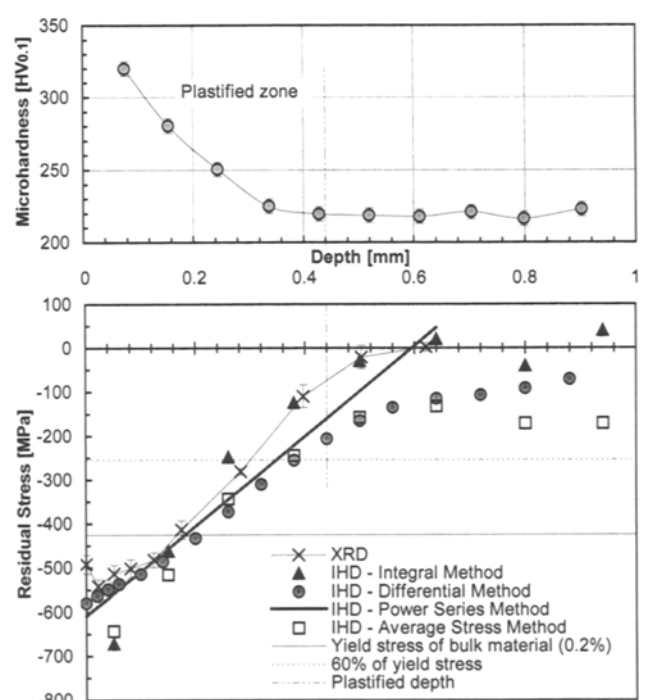 350
300
250
200
Microhardness [HV0.1]
Plastified zone
Depth [mm]
0
0.2
0.4
0.6
0.8
1
100
0
-100
-200
-300
-400
-500
-600
-700
-800
Residual Stress [MPa]
XRD
IHD - Integral Method
IHD - Differential Method
IHD - Power Series Method
IHD - Average Stress Method
Yield stress of bulk material (0.2%)
60% of yield stress
Plastified depth